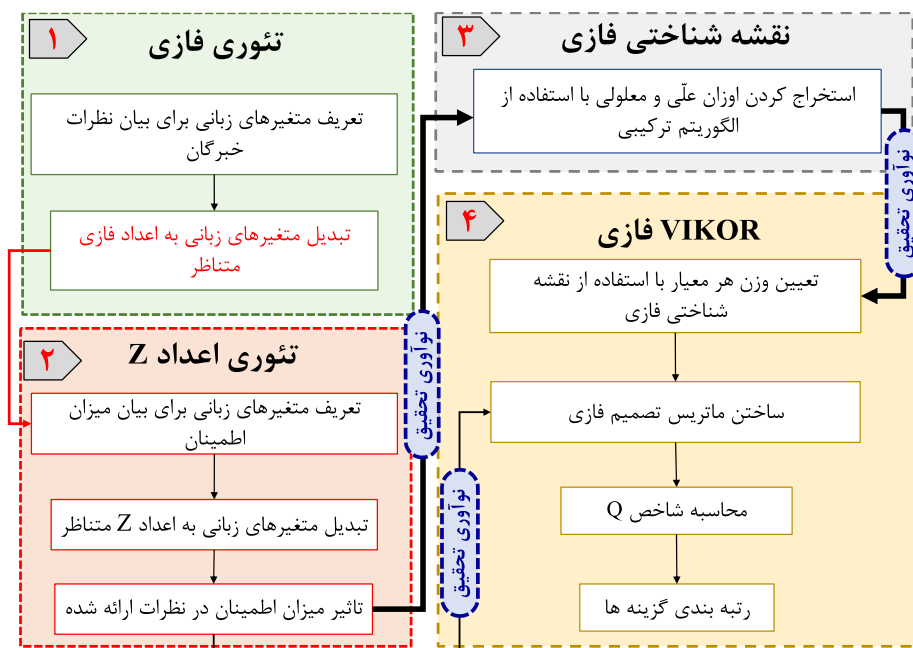 ۱
تئوری فازی
تعریف متغیرهای زبانی برای بیان نظرات
خبرگان
تبدیل متغیرهای زبانی به اعداد فازی
متناظر
۲
تئوری اعداد Z
تعریف متغیرهای زبانی برای بیان میزان
اطمینان
تبدیل متغیرهای زبانی به اعداد Z متناظر
تاثیر میزان اطمینان در نظرات ارائه شده
نوآوری تحقیق
۳
نقشه شناختی فازی
استخراج کردن اوزان علّی و معلولی با استفاده از
الگوریتم ترکیبی
نوآوری تحقیق
۴
VIKOR فازی
تعیین وزن هر معیار با استفاده از نقشه
شناختی فازی
ساختن ماتریس تصمیم فازی
محاسبه شاخص Q
رتبه بندی گزینه ها
نوآوری تحقیق